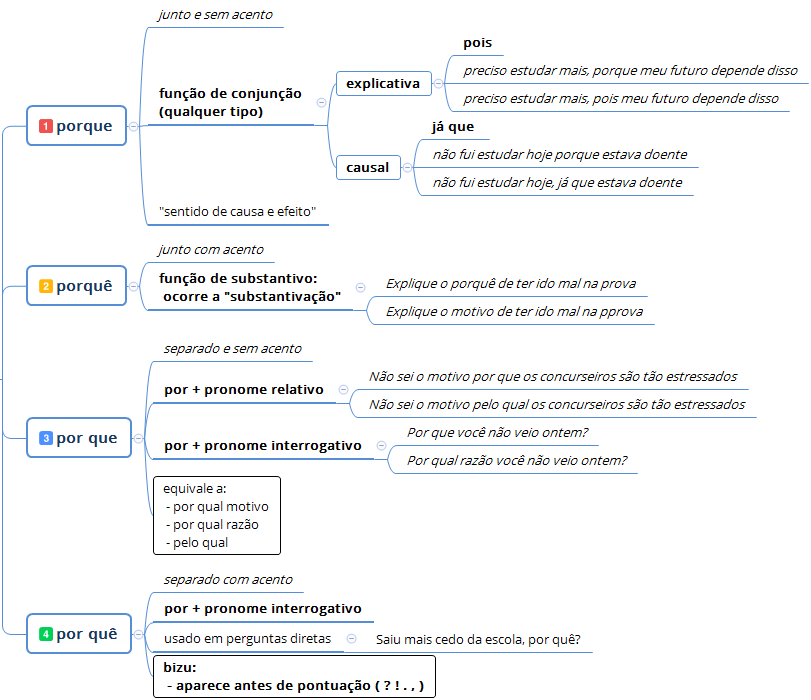 1 porque
junto e sem acento
função de conjunção
(qualquer tipo)
explicativa
pois
preciso estudar mais, porque meu futuro depende disso
preciso estudar mais, pois meu futuro depende disso
causal
já que
não fui estudar hoje porque estava doente
não fui estudar hoje, já que estava doente
"sentido de causa e efeito"
2 porquê
junto com acento
função de substantivo:
ocorre a "substantivação"
Explique o porquê de ter ido mal na prova
Explique o motivo de ter ido mal na pprova
3 por que
separado e sem acento
por + pronome relativo
Não sei o motivo por que os concurseiros são tão estressados
Não sei o motivo pelo qual os concurseiros são tão estressados
por + pronome interrogativo
Por que você não veio ontem?
Por qual razão você não veio ontem?
equivale a:
- por qual motivo
- por qual razão
- pelo qual
4 por quê
separado com acento
por + pronome interrogativo
usado em perguntas diretas
Saiu mais cedo da escola, por quê?
bizu:
- aparece antes de pontuação ( ? ! . , )